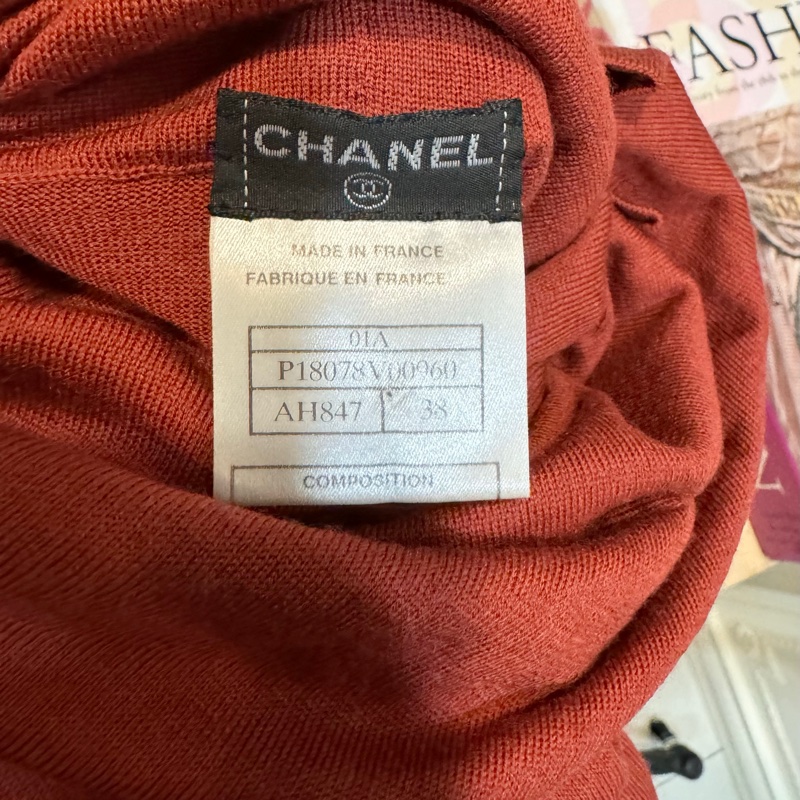 CHANEL
MADE IN FRANCE
FABRIQUE EN FRANCE
01A
P18078V00960
AH847 38
COMPOSITION
FASH